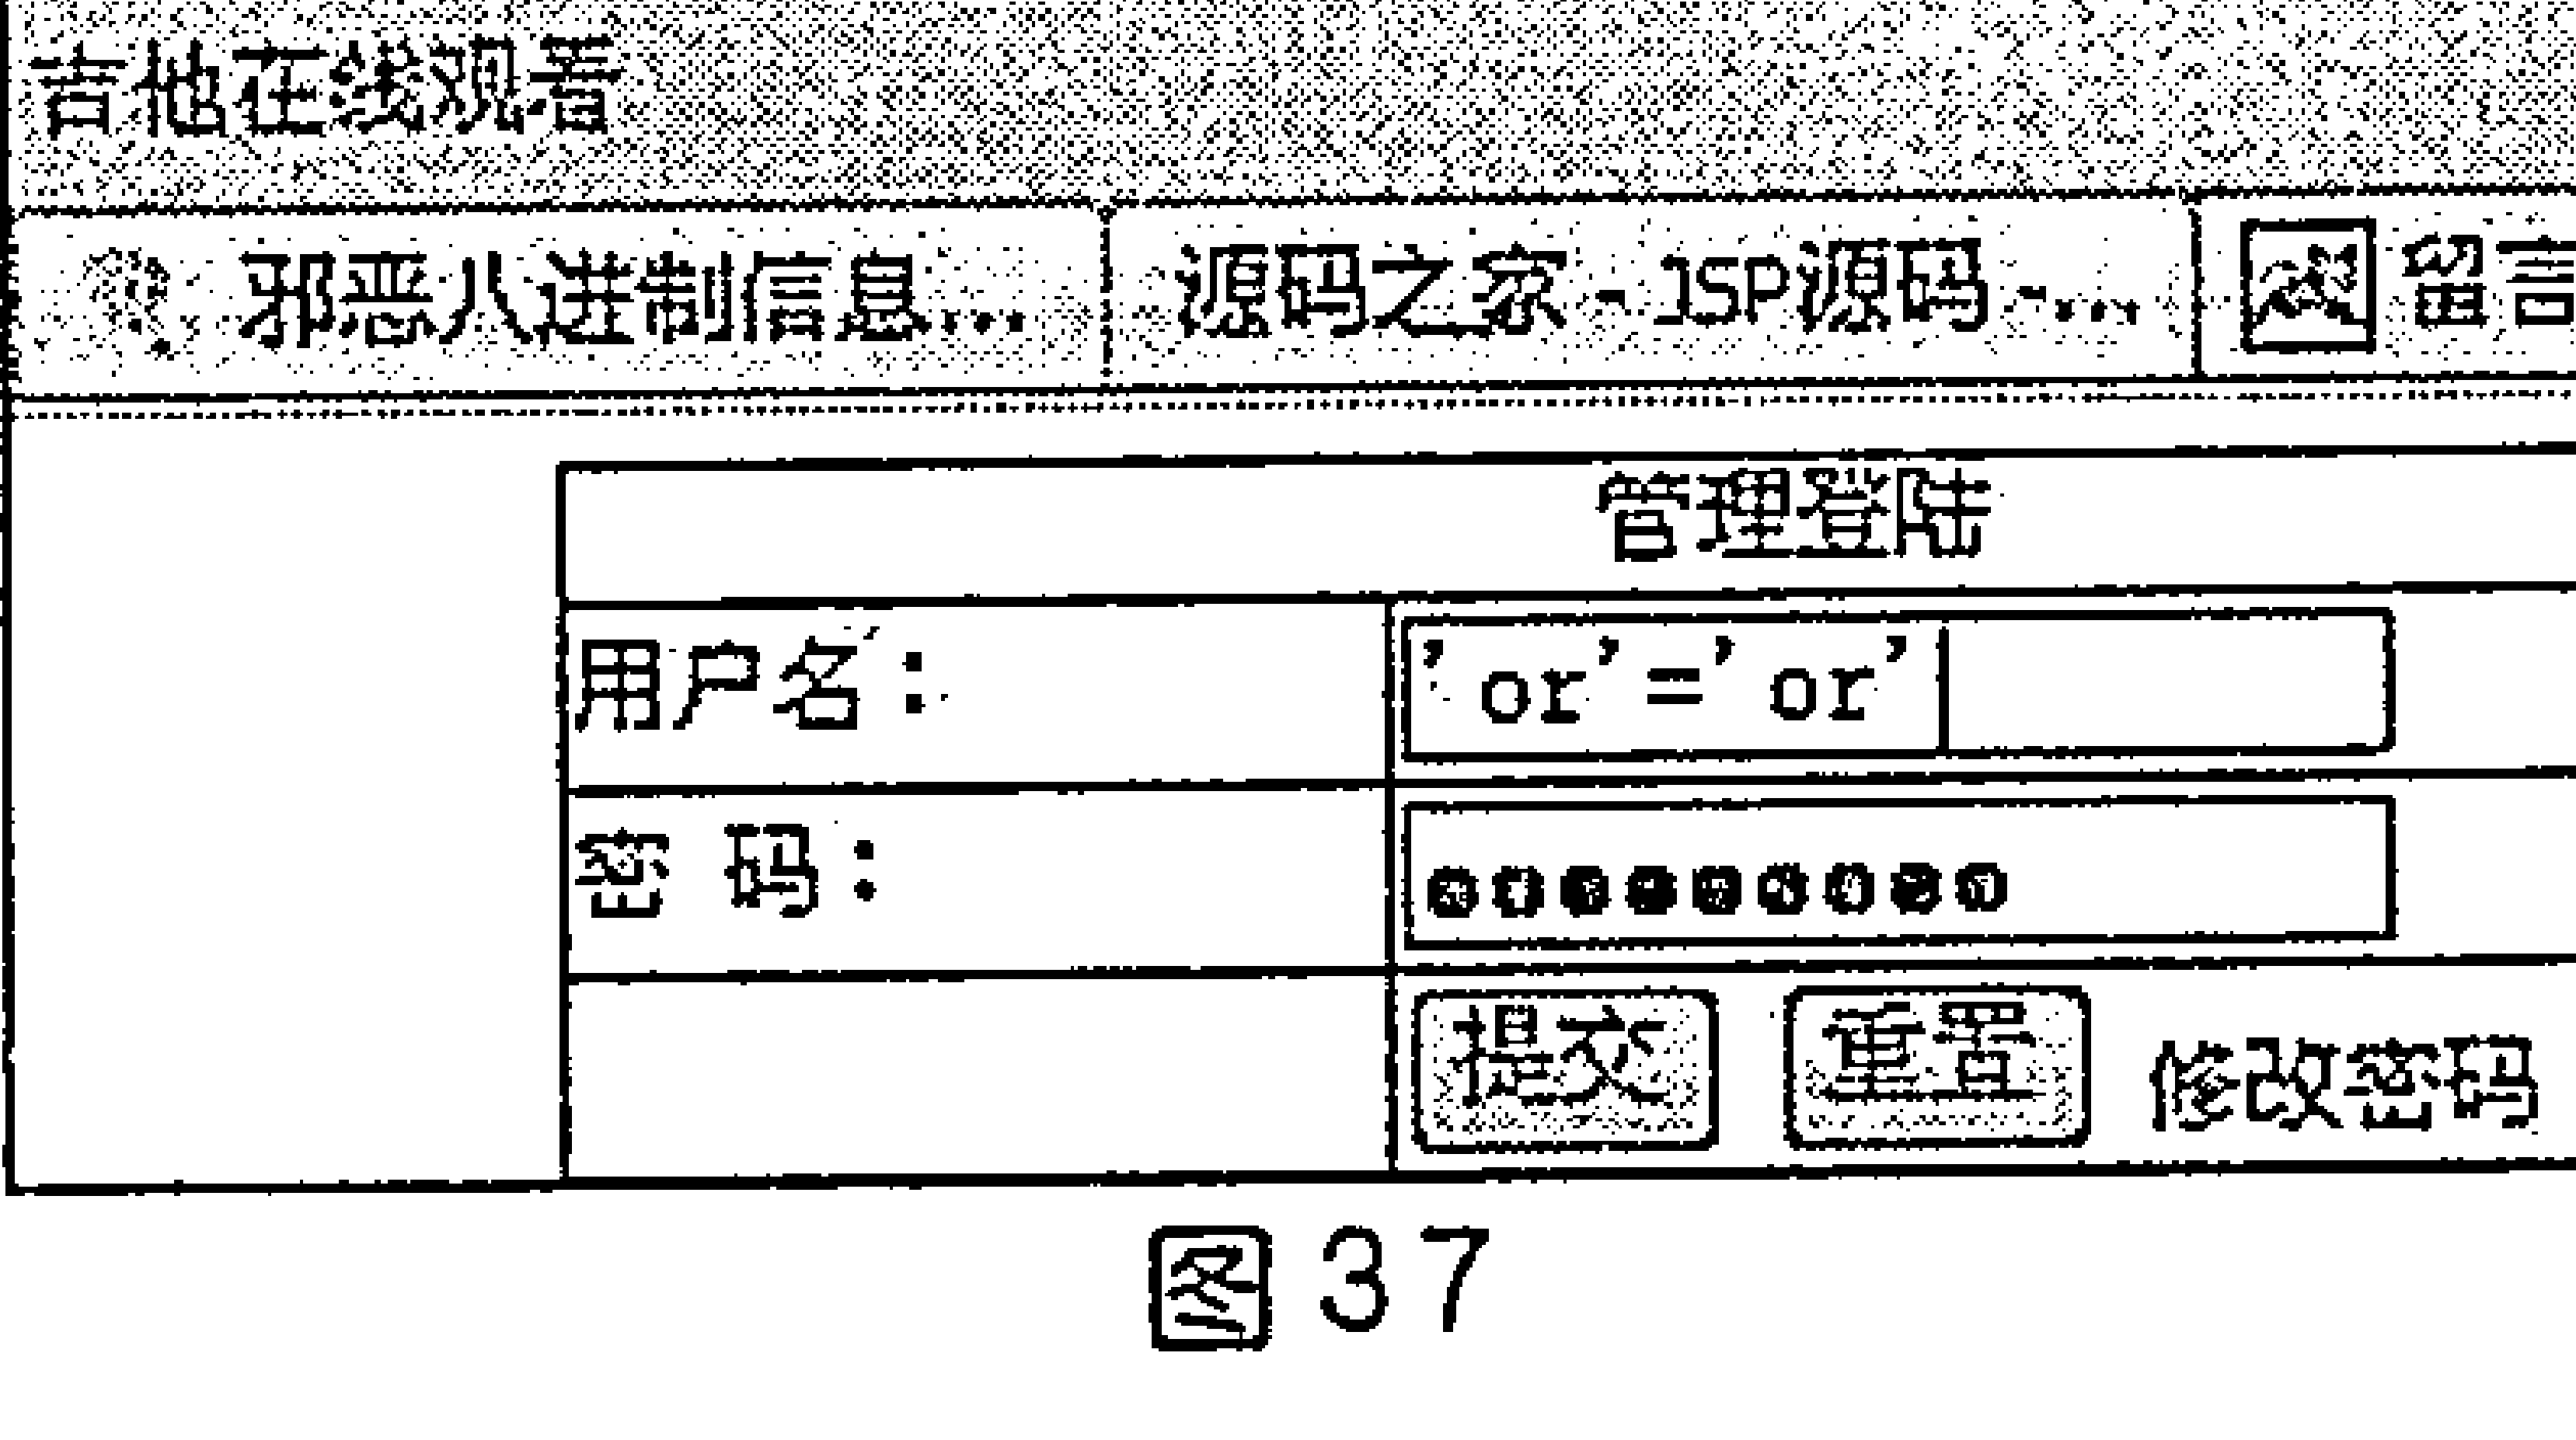 吉他在线观看
邪恶八进制信息...
源码之家 - JSP源码 -...
留言
管理登陆
用户名：
'or'='or'
密 码：
●●●●●●●●●
提交 重置 修改密码
图 37